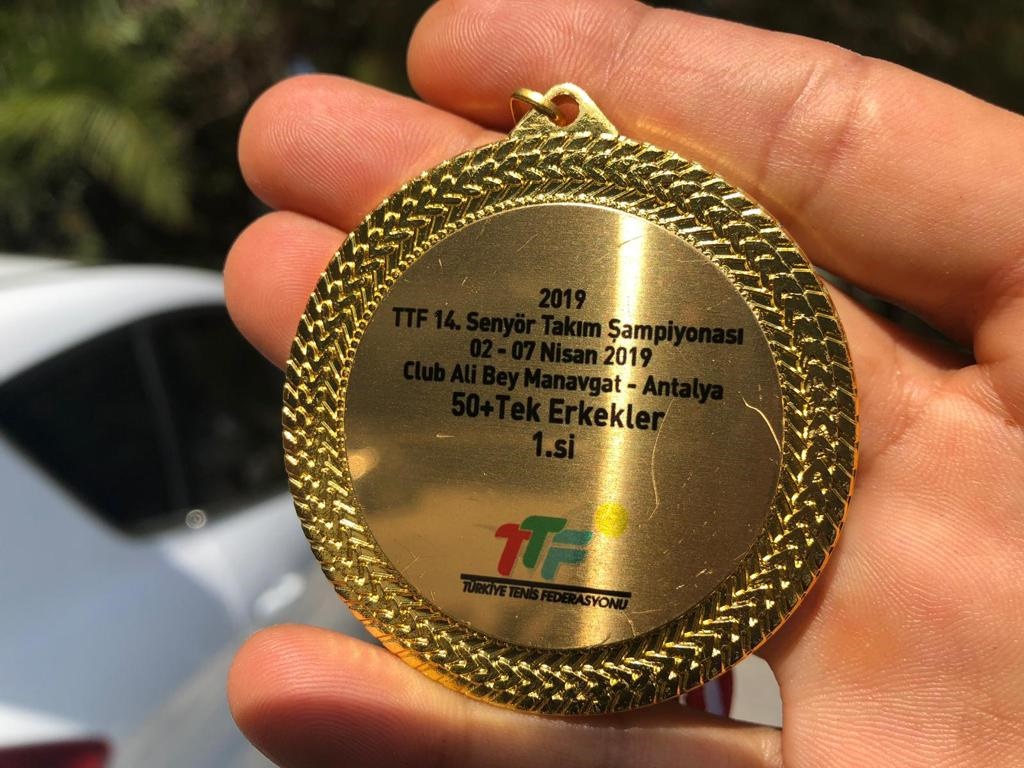 2019
TTF 14. Senyör Takım Şampiyonası
02 - 07 Nisan 2019
Club Ali Bey Manavgat - Antalya
50+Tek Erkekler
1.si
TTF
TÜRKİYE TENİS FEDERASYONU